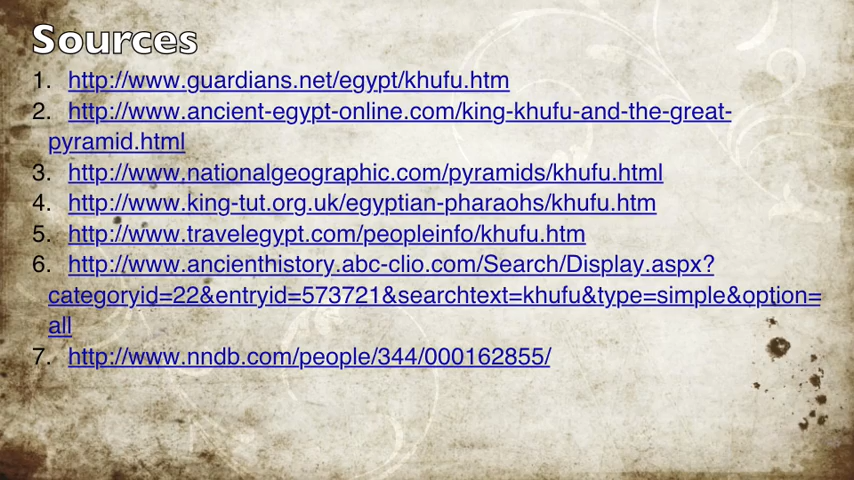 Sources
1. http://www.guardians.net/egypt/khufu.htm
2. http://www.ancient-egypt-online.com/king-khufu-and-the-great-
pyramid.html
3. http://www.nationalgeographic.com/pyramids/khufu.html
4. http://www.king-tut.org.uk/egyptian-pharaohs/khufu.htm
5. http://www.travelegypt.com/peopleinfo/khufu.htm
6. http://www.ancienthistory.abc-clio.com/Search/Display.aspx?
categoryid=22&entryid=573721&searchtext=khufu&type=simple&option=
all
7. http://www.nndb.com/people/344/000162855/